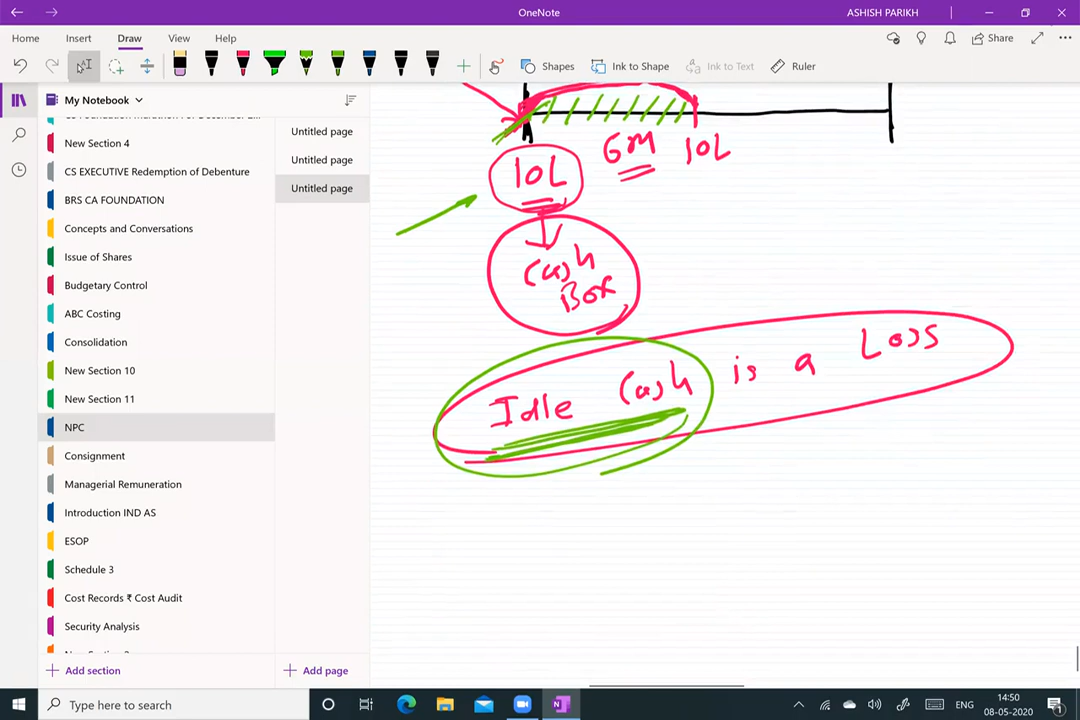 OneNote
ASHISH PARIKH
Home
Insert
Draw
View
Help
Share
Shapes
Ink to Shape
Ink to Text
Ruler
My Notebook
New Section 4
CS EXECUTIVE Redemption of Debenture
BRS CA FOUNDATION
Concepts and Conversations
Issue of Shares
Budgetary Control
ABC Costing
Consolidation
New Section 10
New Section 11
NPC
Consignment
Managerial Remuneration
Introduction IND AS
ESOP
Schedule 3
Cost Records ₹ Cost Audit
Security Analysis
Add section
Untitled page
Untitled page
Untitled page
Add page
10L 6M 10L
Cash
Box
Idle Cash is a Loss
Type here to search
ENG
14:50
08-05-2020
1